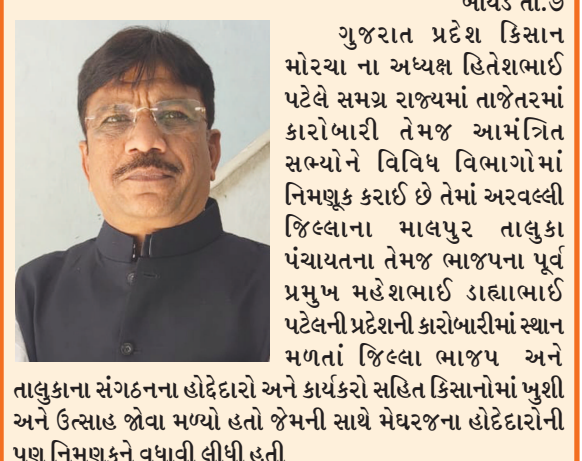 બાયડ તા.૭
ગુજરાત પ્રદેશ કિસાન
મોરચા ના અધ્યક્ષ હિતેશભાઈ
પટેલે સમગ્ર રાજ્યમાં તાજેતરમાં
કારોબારી તેમજ આમંત્રિત
સભ્યોને વિવિધ વિભાગોમાં
નિમણૂક કરાઈ છે તેમાં અરવલ્લી
જિલ્લાના માલપુર તાલુકા
પંચાયતના તેમજ ભાજપના પૂર્વ
પ્રમુખ મહેશભાઈ ડાહ્યાભાઈ
પટેલની પ્રદેશની કારોબારીમાં સ્થાન
મળતાં જિલ્લા ભાજપ અને
તાલુકાના સંગઠનના હોદ્દેદારો અને કાર્યકરો સહિત કિસાનોમાં ખુશી
અને ઉત્સાહ જોવા મળ્યો હતો જેમની સાથે મેઘરજના હોદેદારોની
પણ નિમણૂકને વધાવી લીધી હતી